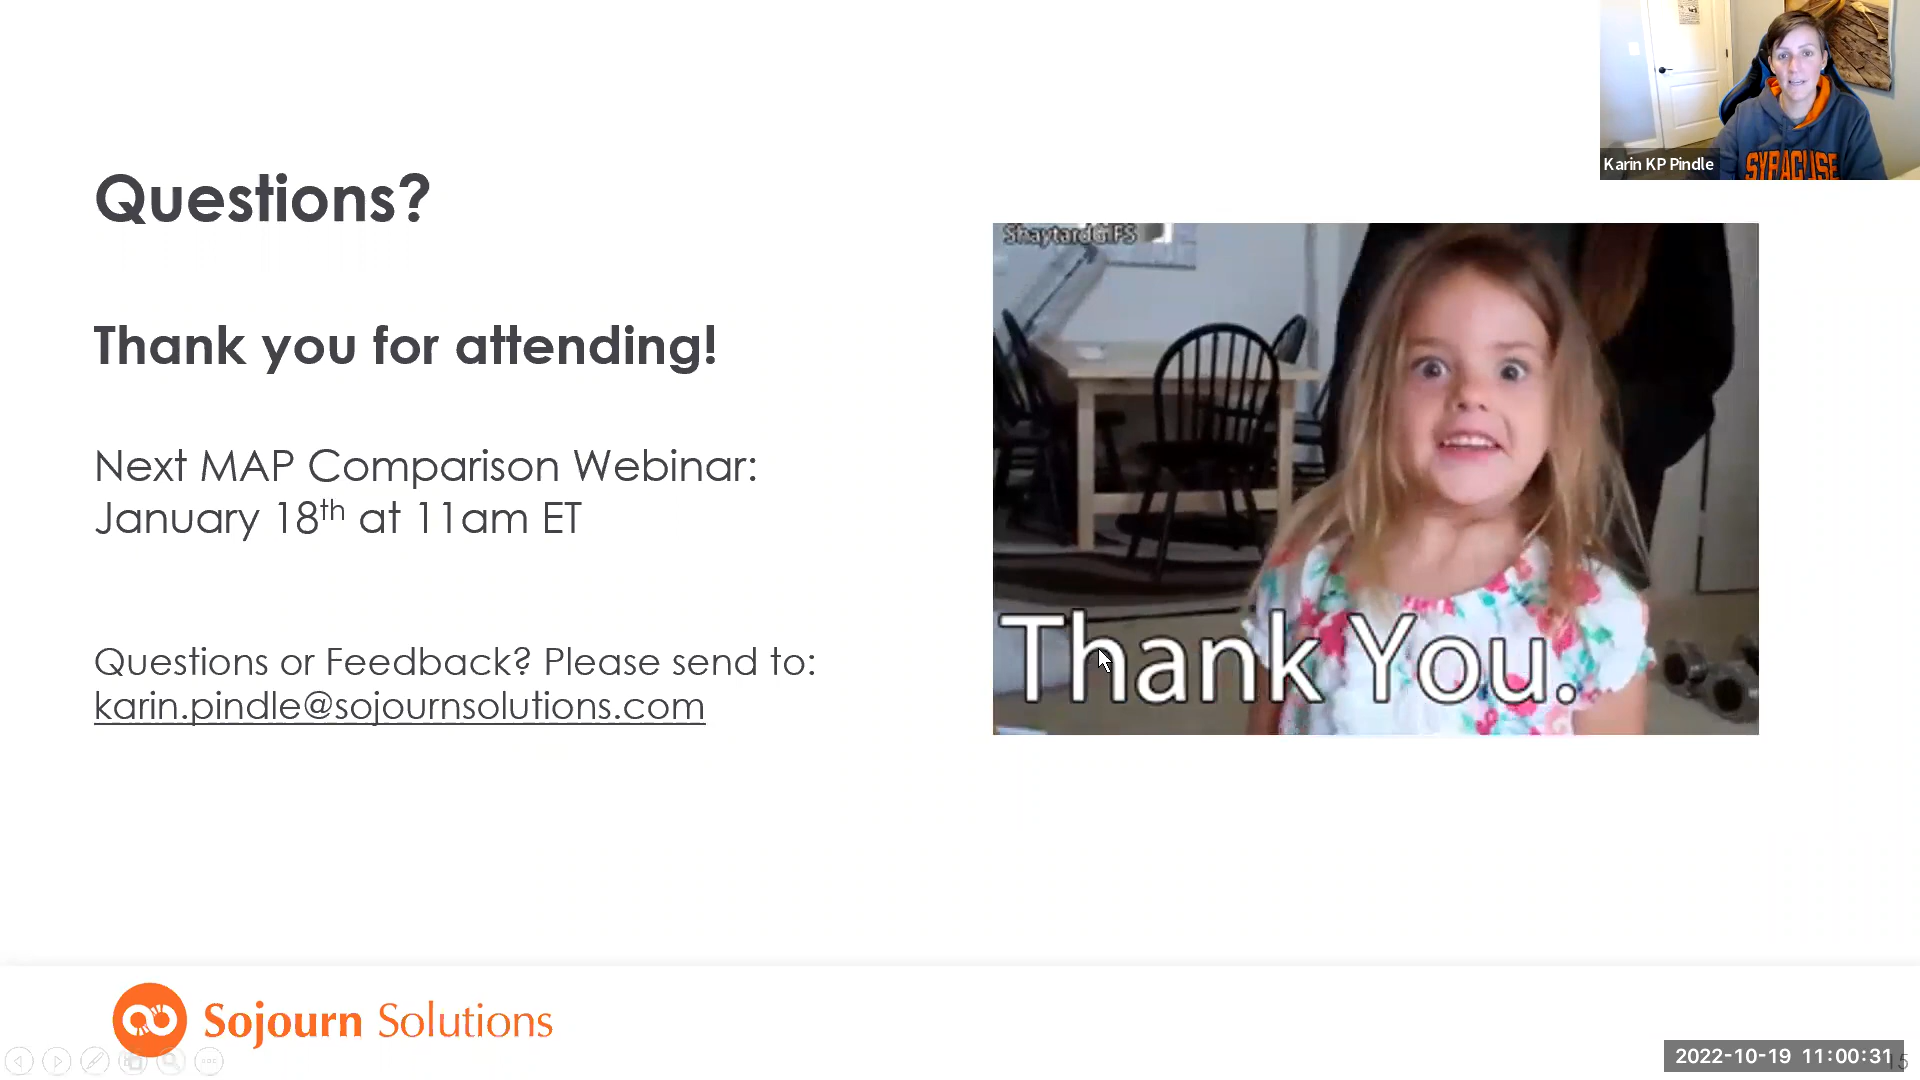 Karin KP Pindle
SYRACUSE
Questions?
ShaytardGIFS
Thank you for attending!
Next MAP Comparison Webinar:
January 18th at 11am ET
Thank You.
Questions or Feedback? Please send to:
karin.pindle@sojournsolutions.com
Sojourn Solutions
2022-10-19 11:00:31
15